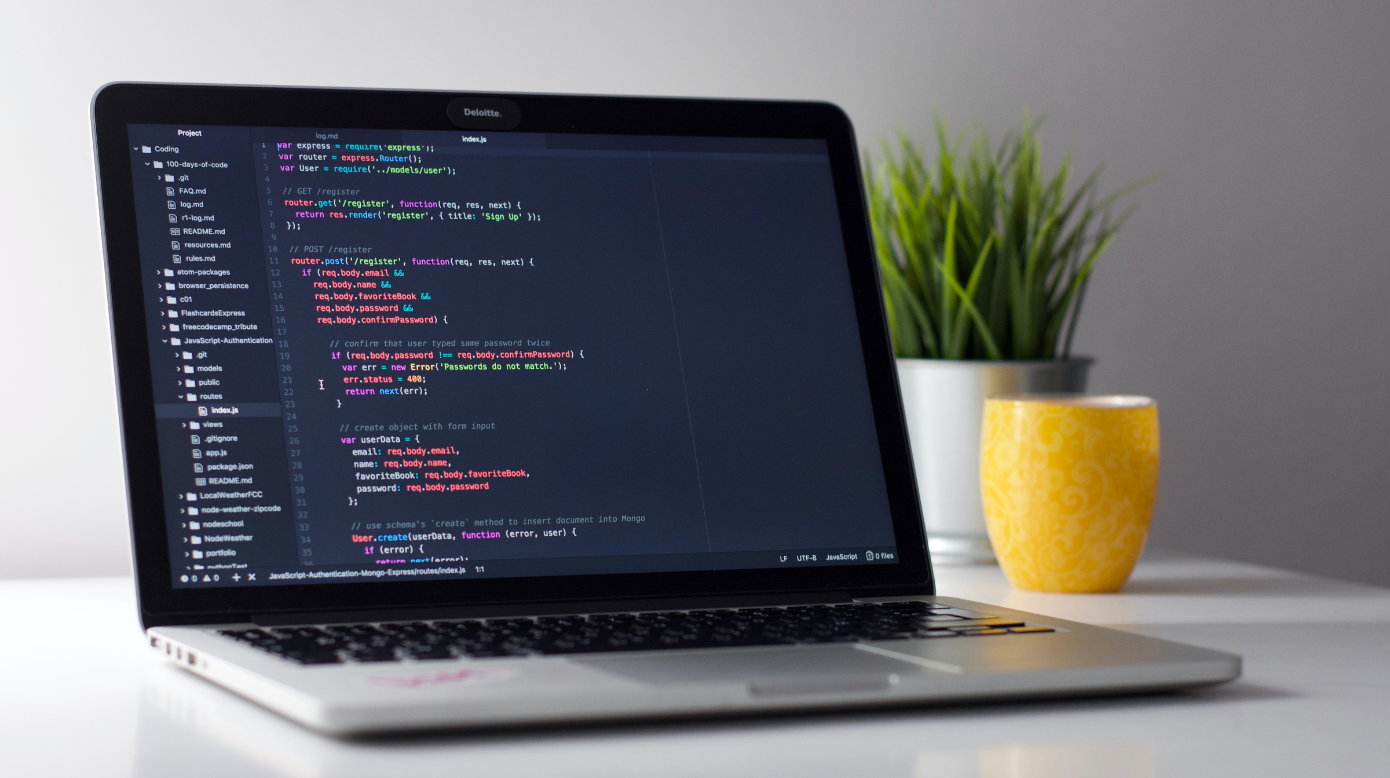 Deloitte.
Project
Coding
100-days-of-code
.git
FAQ.md
log.md
r1-log.md
README.md
resources.md
rules.md
atom-packages
browser_persistence
c01
FlashcardsExpress
freecodecamp_tribute
JavaScript-Authentication
.git
models
public
routes
index.js
views
.gitignore
app.js
package.json
README.md
LocalWeatherFCC
node-weather-zipcode
nodeschool
NodeWeather
portfolio
pythonTest
log.md
index.js
1 var express = require('express');
2 var router = express.Router();
3 var User = require('../models/user');
4
5 // GET /register
6 router.get('/register', function(req, res, next) {
7 return res.render('register', { title: 'Sign Up' });
8 });
9
10 // POST /register
11 router.post('/register', function(req, res, next) {
12 if (req.body.email &&
13 req.body.name &&
14 req.body.favoriteBook &&
15 req.body.password &&
16 req.body.confirmPassword) {
17
18 // confirm that user typed same password twice
19 if (req.body.password !== req.body.confirmPassword) {
20 var err = new Error('Passwords do not match.');
21 err.status = 400;
22 return next(err);
23 }
24
25 // create object with form input
26 var userData = {
27 email: req.body.email,
28 name: req.body.name,
29 favoriteBook: req.body.favoriteBook,
30 password: req.body.password
31 };
32
33 // use schema's `create` method to insert document into Mongo
34 User.create(userData, function (error, user) {
35 if (error) {
36 return next(error);
0 0 + × JavaScript-Authentication-Mongo-Express/routes/index.js 1:1 LF UTF-8 JavaScript 0 files